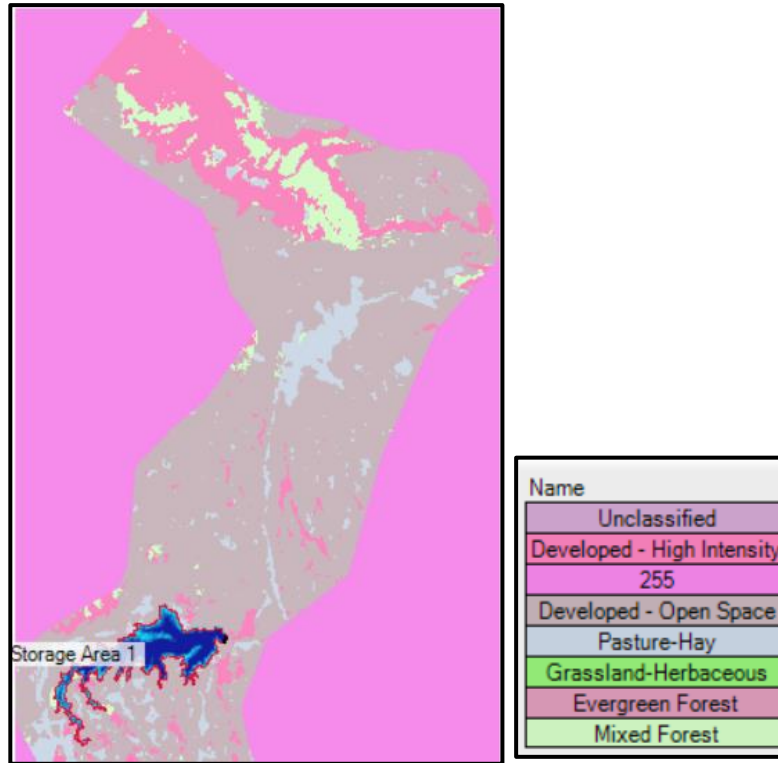 Storage Area 1
Name
Unclassified
Developed - High Intensity
255
Developed - Open Space
Pasture-Hay
Grassland-Herbaceous
Evergreen Forest
Mixed Forest